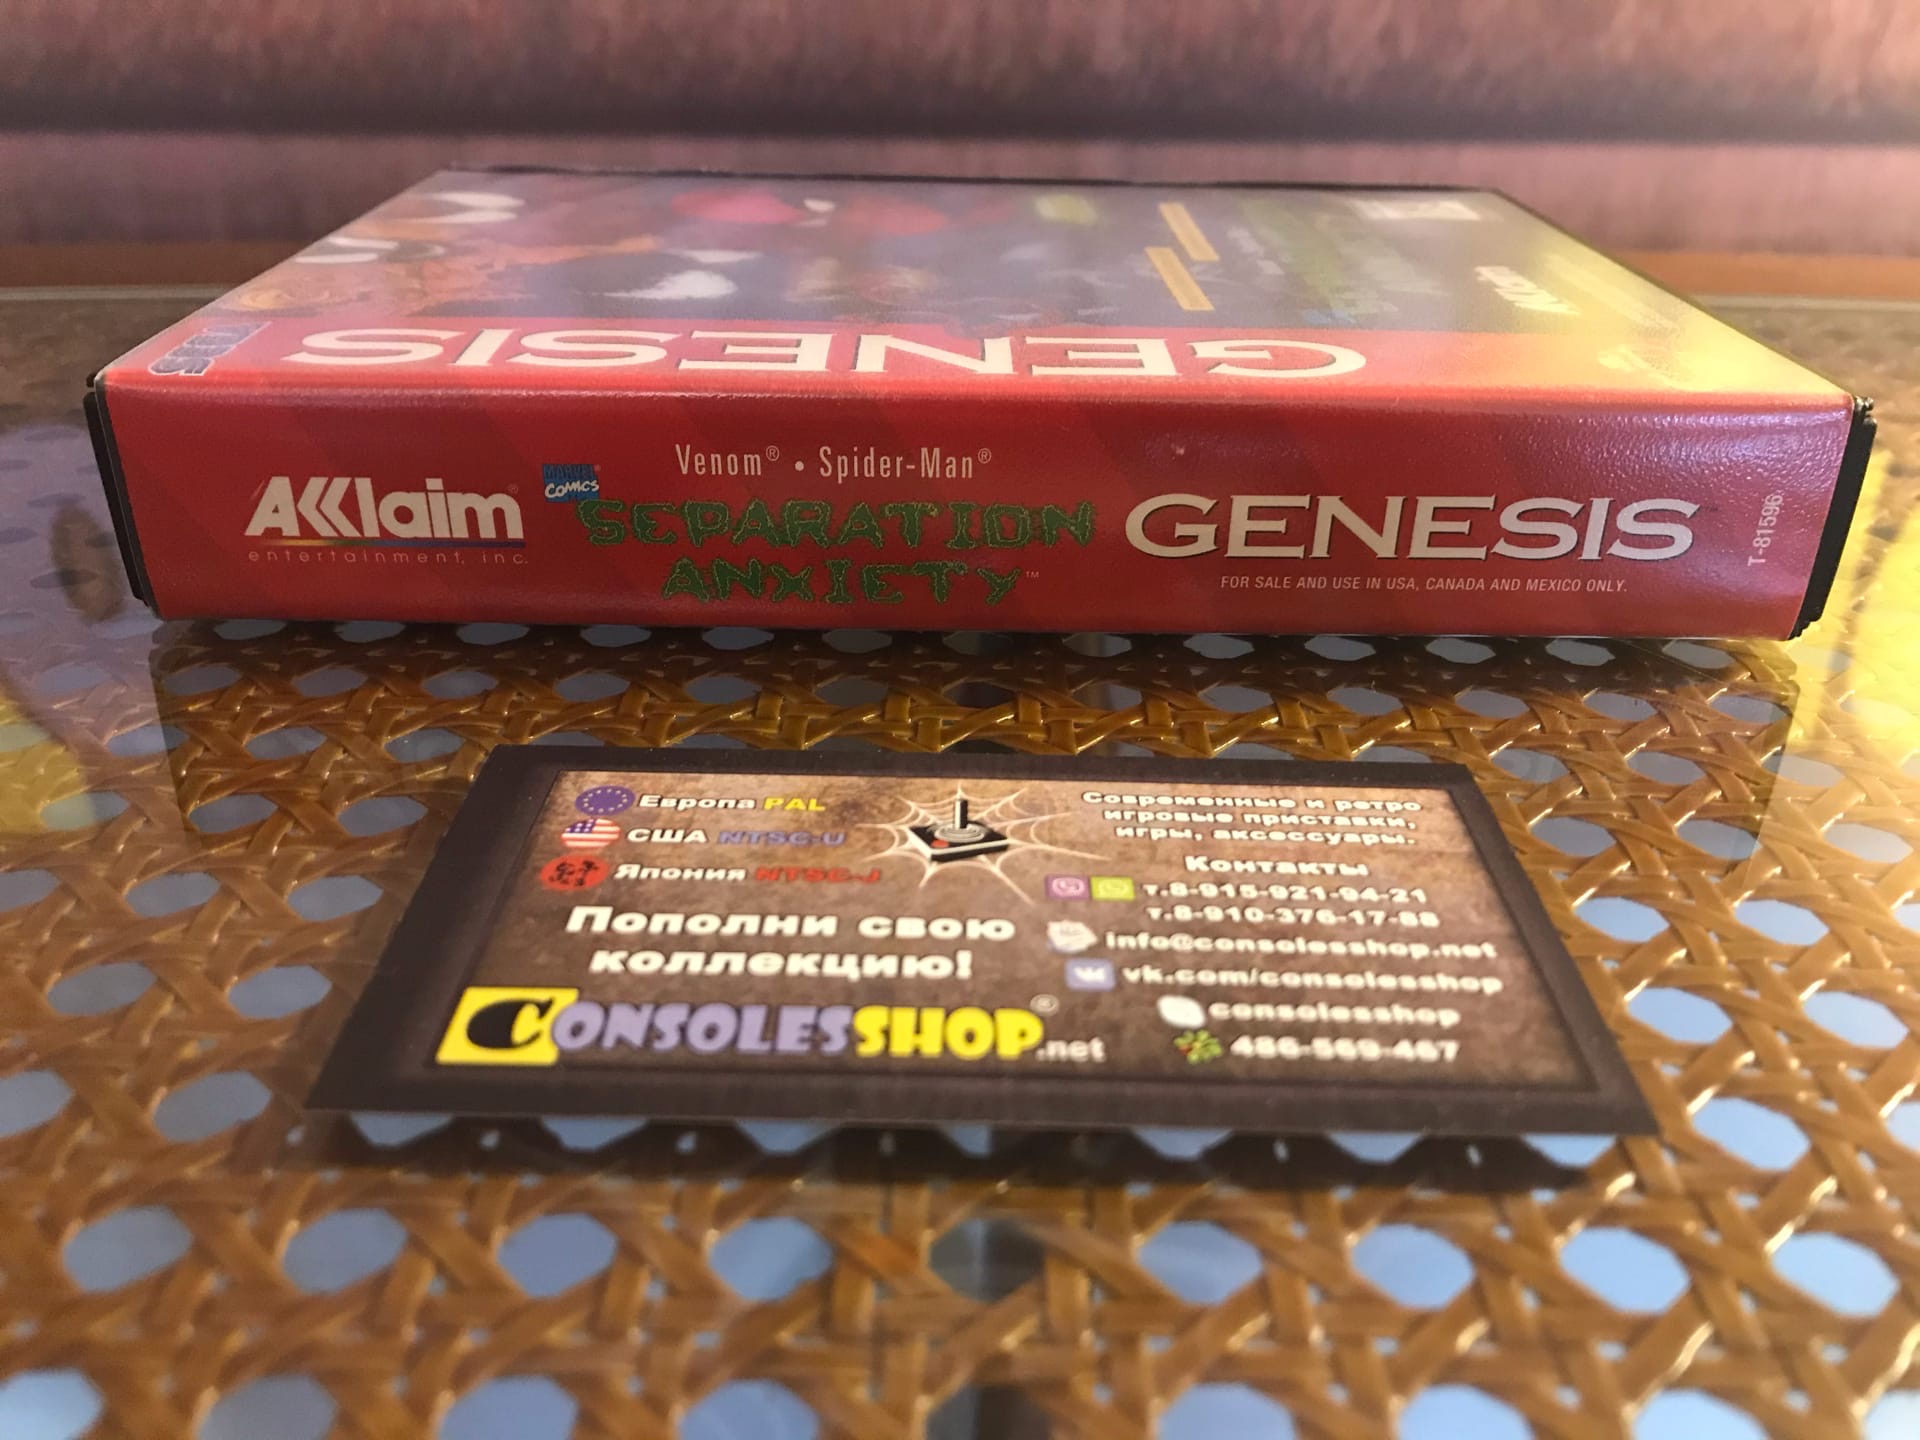 GENESIS
Acclaim
entertainment, inc.
MARVEL
COMICS
Venom® • Spider-Man®
SEPARATION
ANXIETY™
GENESIS
FOR SALE AND USE IN USA, CANADA AND MEXICO ONLY.
T-81596
Европа PAL
США NTSC-U
Япония NTSC-J
Пополни свою
коллекцию!
CONSOLESSHOP®.net
Современные и ретро
игровые приставки,
игры, аксессуары.
Контакты
т.8-915-921-94-21
т.8-910-376-17-88
info@consolesshop.net
vk.com/consolesshop
consolesshop
486-569-467